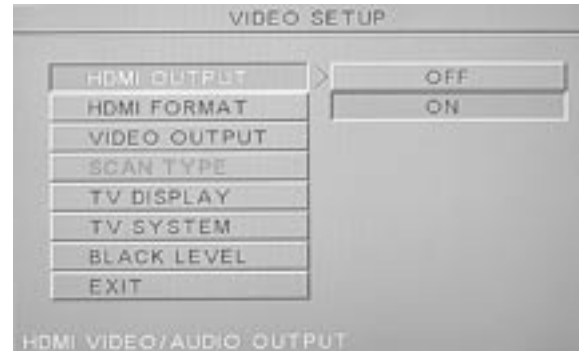 VIDEO SETUP
HDMI OUTPUT > OFF
HDMI FORMAT ON
VIDEO OUTPUT
SCAN TYPE
TV DISPLAY
TV SYSTEM
BLACK LEVEL
EXIT
HDMI VIDEO/AUDIO OUTPUT